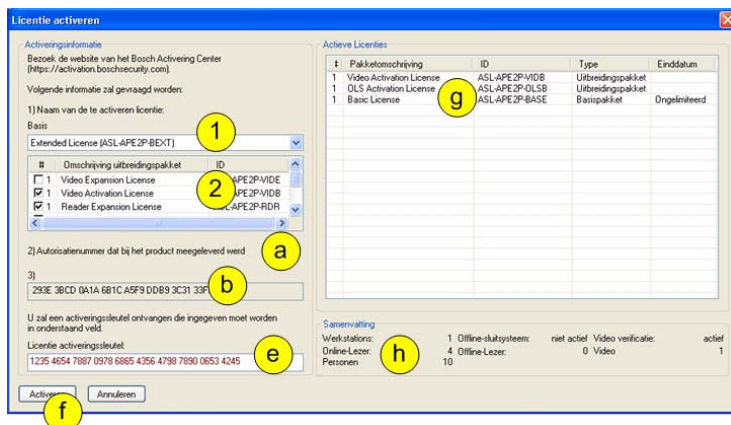 Licentie activeren
Activeringsinformatie
Bezoek de website van het Bosch Activering Center
(https://activation.boschsecurity.com).
Volgende informatie zal gevraagd worden:
1) Naam van de te activeren licentie:
Basis
1
Extended License (ASL-APE2P-BEXT)
# Omschrijving uitbreidingspakket ID
1 Video Expansion License APE2P-VIDE
2
1 Video Activation License APE2P-VIDB
1 Reader Expansion License APE2P-RDR
2) Autorisatienummer dat bij het product meegeleverd werd
a
3)
b
293E 3BCD 0A1A 6B1C A5F9 DDB9 3C31 33F
U zal een activeringssleutel ontvangen die ingegeven moet worden
in onderstaand veld.
Licentie activeringssleutel:
e
1235 4654 7887 0978 6865 4356 4798 7890 0653 4245
Annuleren
f
Actieve Licenties
Pakketomschrijving ID Type Einddatum
1 Video Activation License ASL-APE2P-VIDB Uitbreidingspakket
1 OLS Activation License ASL-APE2P-OLSB Uitbreidingspakket
1 Basic License ASL-APE2P-BASE Basispakket Ongelimiteerd
g
Samenvatting
Werkstations: 1 Offline-sluitsysteem: niet actief Video verificatie: actief
Online-Lezer: 4 Offline-Lezer: 0 Video 1
Personen 10
h